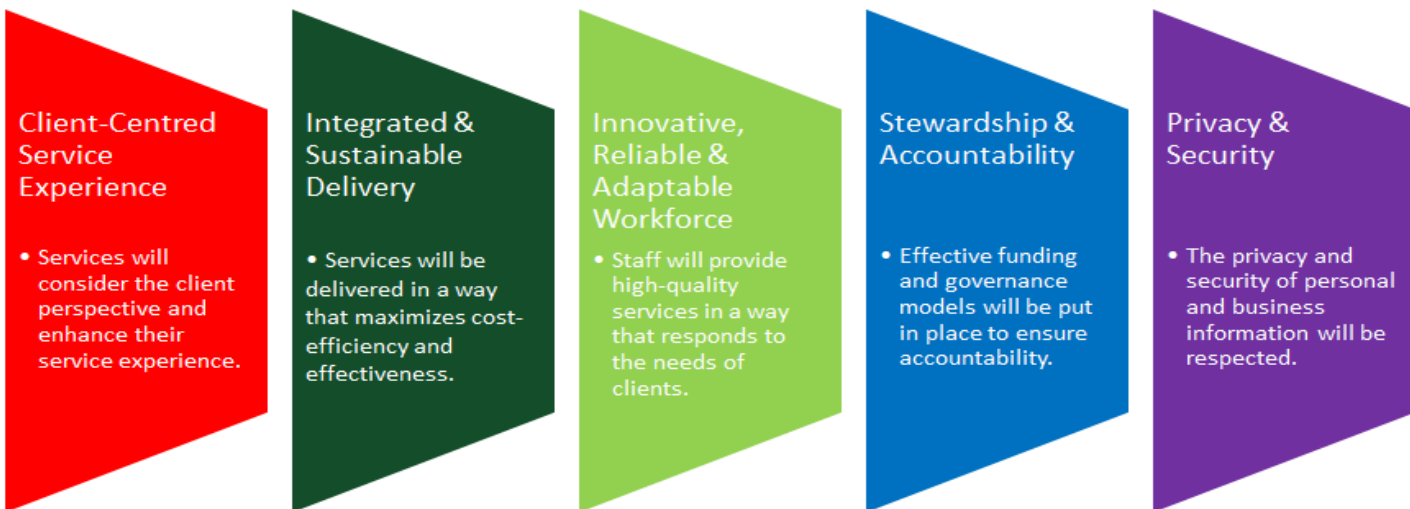 Client-Centred
Service
Experience
• Services will
consider the client
perspective and
enhance their
service experience.
Integrated &
Sustainable
Delivery
• Services will be
delivered in a way
that maximizes cost-
efficiency and
effectiveness.
Innovative,
Reliable &
Adaptable
Workforce
• Staff will provide
high-quality
services in a way
that responds to
the needs of
clients.
Stewardship &
Accountability
• Effective funding
and governance
models will be put
in place to ensure
accountability.
Privacy &
Security
• The privacy and
security of personal
and business
information will be
respected.